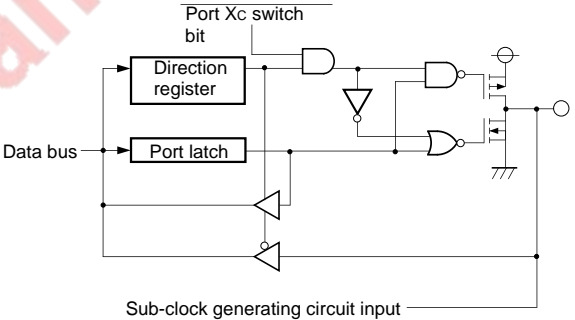 Port XC switch
bit
Direction
register
Data bus
Port latch
Sub-clock generating circuit input